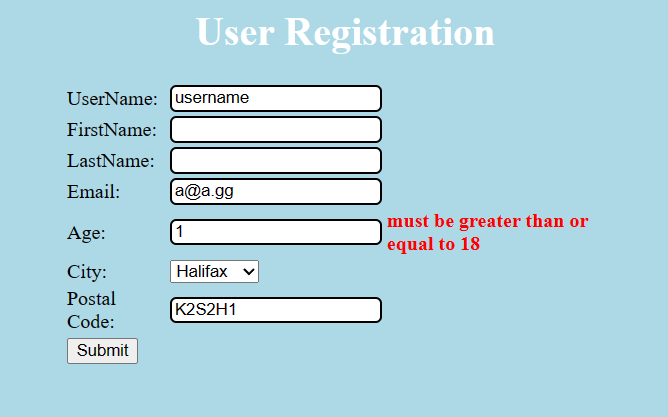 User Registration
UserName: username
FirstName:
LastName:
Email: a@a.gg
must be greater than or
Age: 1
equal to 18
City: Halifax
Postal
Code: K2S2H1
Submit